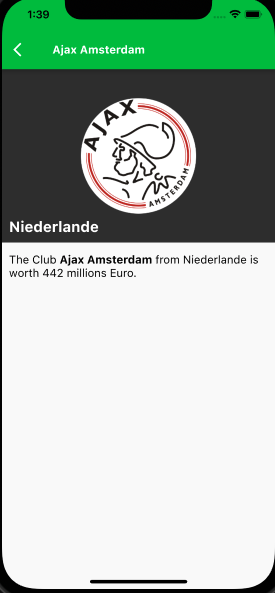 1:39
Ajax Amsterdam
AJAX
AMSTERDAM
Niederlande
The Club Ajax Amsterdam from Niederlande is
worth 442 millions Euro.